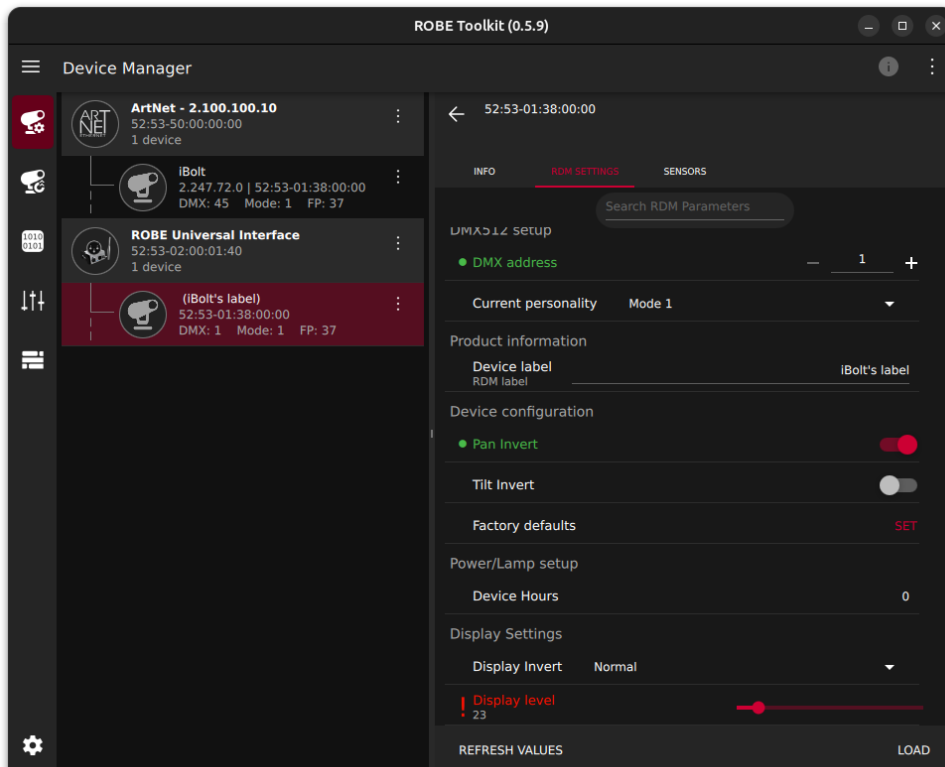 ROBE Toolkit (0.5.9)
Device Manager
ART
NET
ArtNet - 2.100.100.10
52:53-50:00:00:00
1 device
iBolt
2.247.72.0 | 52:53-01:38:00:00
DMX: 45 Mode: 1 FP: 37
ROBE Universal Interface
52:53-02:00:01:40
1 device
(iBolt's label)
52:53-01:38:00:00
DMX: 1 Mode: 1 FP: 37
1010
0101
52:53-01:38:00:00
INFO RDM SETTINGS SENSORS
Search RDM Parameters
DMX512 setup
DMX address 1
Current personality Mode 1
Product information
Device label iBolt's label
RDM label
Device configuration
Pan Invert
Tilt Invert
Factory defaults SET
Power/Lamp setup
Device Hours 0
Display Settings
Display Invert Normal
Display level
23
REFRESH VALUES LOAD